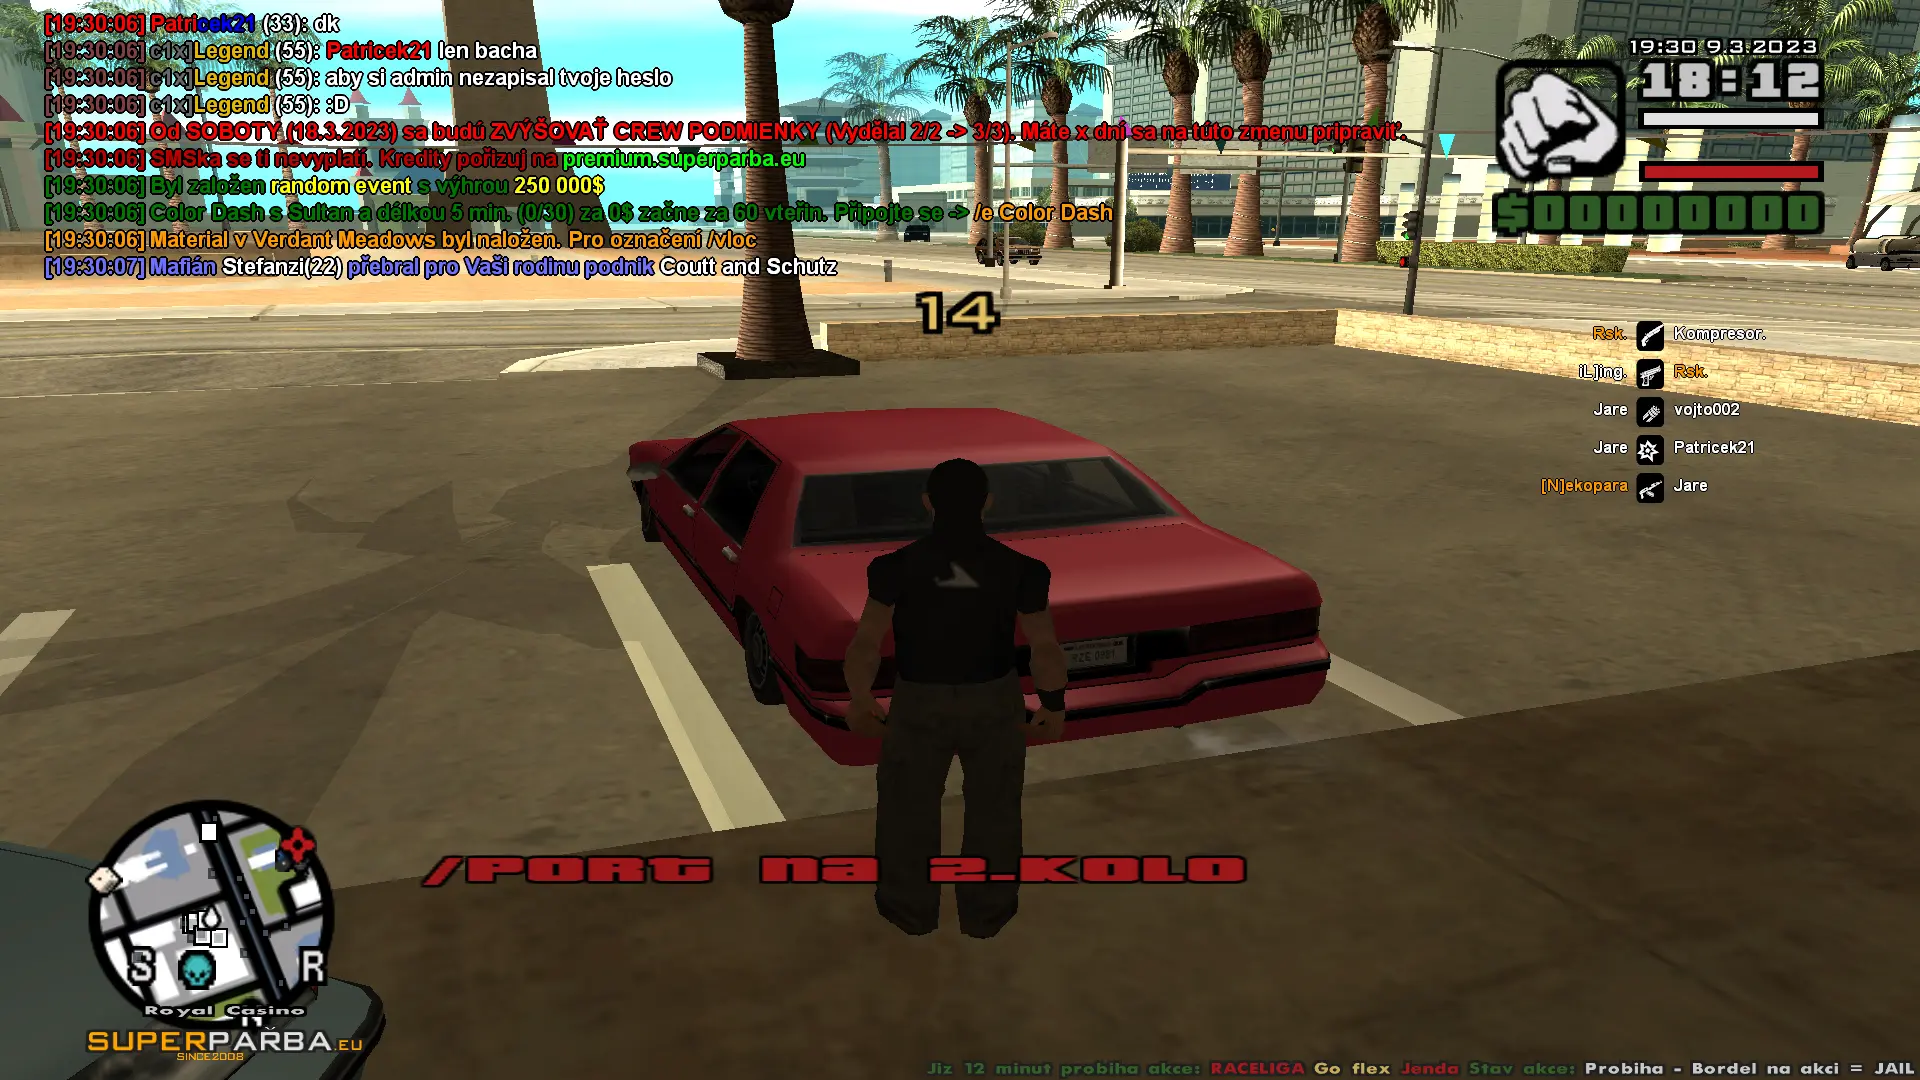 [19:30:06] Patricek21 (33): dk
[19:30:06] c1x]Legend (55): Patricek21 len bacha
[19:30:06] c1x]Legend (55): aby si admin nezapisal tvoje heslo
[19:30:06] c1x]Legend (55): :D
[19:30:06] Od SOBOTY (18.3.2023) sa budú ZVÝŠOVAŤ CREW PODMIENKY (Vydělal 2/2 -> 3/3). Máte x dní sa na túto zmenu pripraviť.
[19:30:06] SMSka se ti nevyplatí. Kredity pořizuj na premium.superparba.eu
[19:30:06] Byl založen random event s výhrou 250 000$
[19:30:06] Color Dash s Sultan a délkou 5 min. (0/30) za 0$ začne za 60 vteřin. Připojte se -> /e Color Dash
[19:30:06] Material v Verdant Meadows byl naložen. Pro označení /vloc
[19:30:07] Mafián Stefanzi(22) přebral pro Vaši rodinu podnik Coutt and Schutz
19:30 9.3.2023
18:12
$00000000
14
Rsk. Kompresor.
iL]ing. Rsk.
Jare vojto002
Jare Patricek21
[N]ekopara Jare
/PORT na 2.KOLO
S R
N
Royal Casino
SUPERPAŘBA.EU
SINCE2008
Jiz 12 minut probiha akce: RACELIGA Go flex Jenda Stav akce: Probiha - Bordel na akci = JAIL